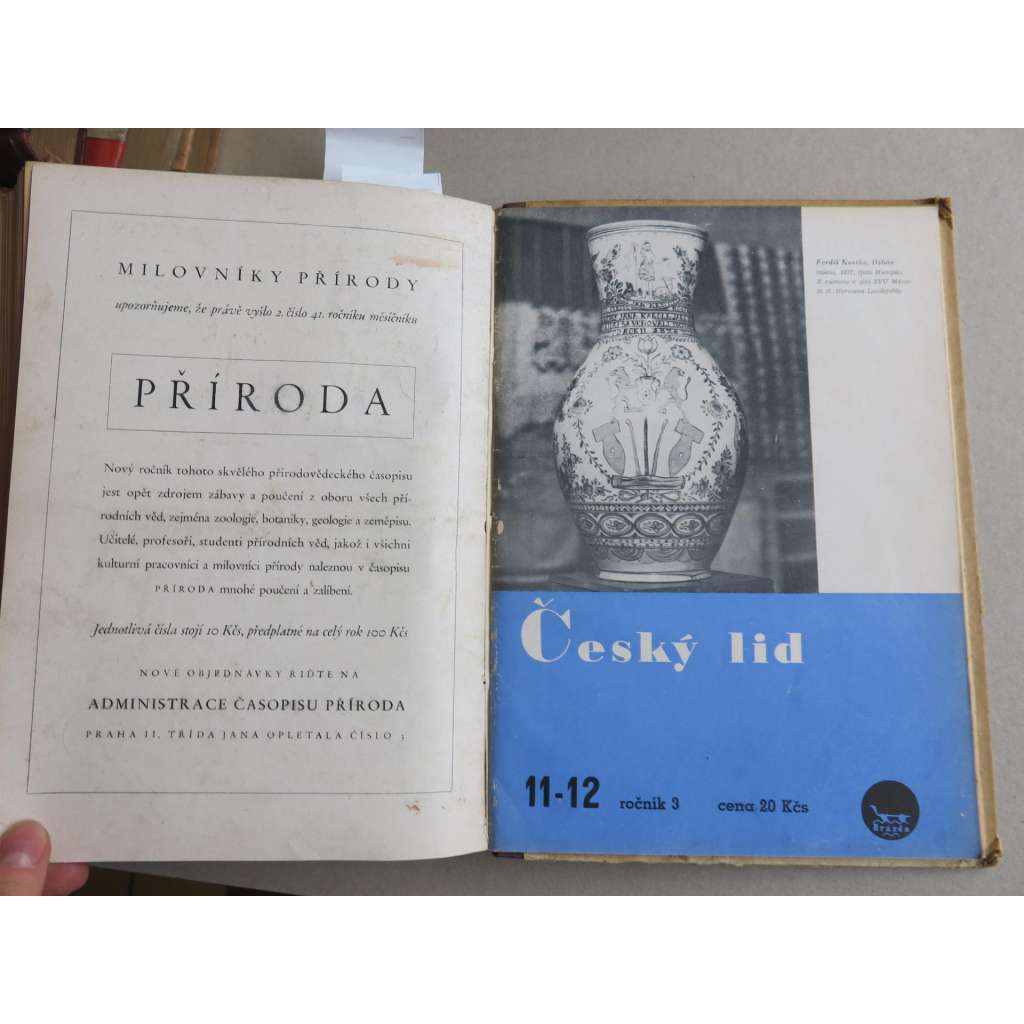 MILOVNÍKY PŘÍRODY
upozorňujeme, že právě vyšlo 2. číslo 41. ročníku měsíčníku
PŘÍRODA
Nový ročník tohoto skvělého přírodovědeckého časopisu
jest opět zdrojem zábavy a poučení z oboru všech pří-
rodních věd, zejména zoologie, botaniky, geologie a zeměpisu.
Učitelé, profesoři, studenti přírodních věd, jakož i všichni
kulturní pracovníci a milovníci přírody naleznou v časopisu
PŘÍRODA mnohé poučení a zalíbení.
Jednotlivá čísla stojí 10 Kčs, předplatné na celý rok 100 Kčs
NOVÉ OBJEDNÁVKY ŘIĎTE NA
ADMINISTRACE ČASOPISU PŘÍRODA
PRAHA II, TŘÍDA JANA OPLETALA ČÍSLO 3
Český lid
11-12 ročník 3 cena 20 Kčs
Brázda